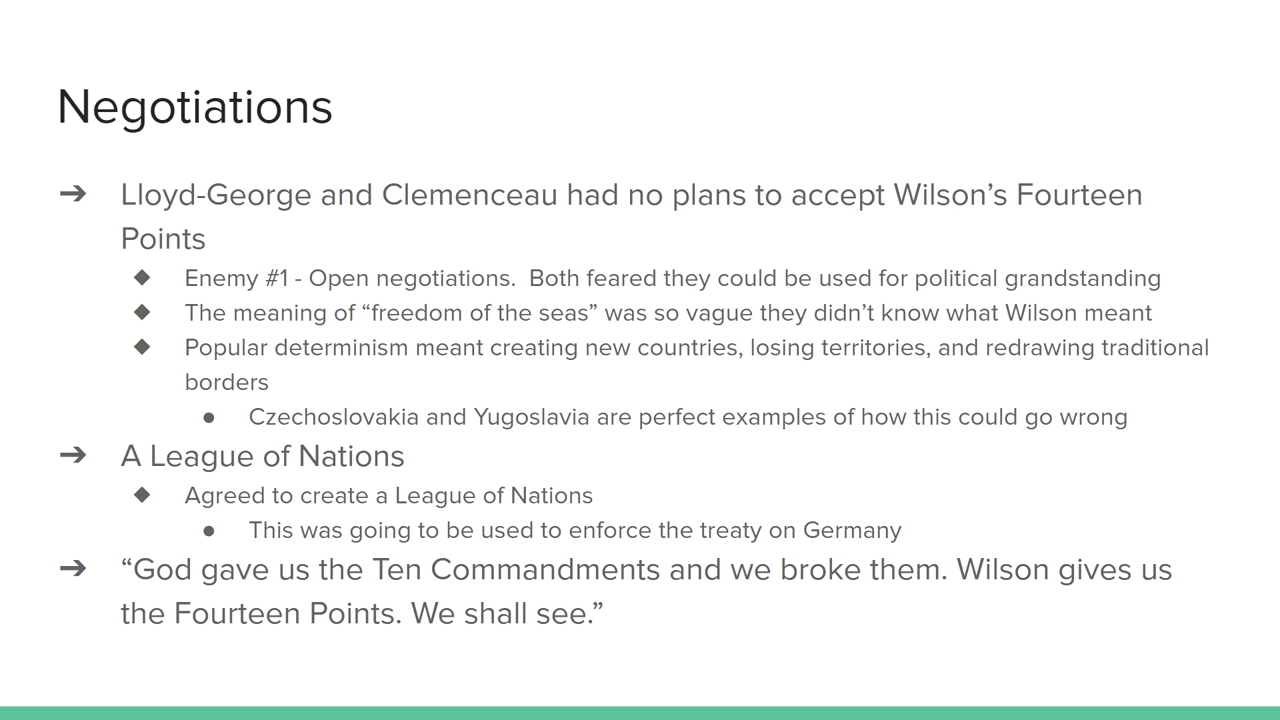 Negotiations
➔ Lloyd-George and Clemenceau had no plans to accept Wilson’s Fourteen
Points
◆ Enemy #1 - Open negotiations.  Both feared they could be used for political grandstanding
◆ The meaning of “freedom of the seas” was so vague they didn’t know what Wilson meant
◆ Popular determinism meant creating new countries, losing territories, and redrawing traditional
borders
● Czechoslovakia and Yugoslavia are perfect examples of how this could go wrong
➔ A League of Nations
◆ Agreed to create a League of Nations
● This was going to be used to enforce the treaty on Germany
➔ “God gave us the Ten Commandments and we broke them. Wilson gives us
the Fourteen Points. We shall see.”